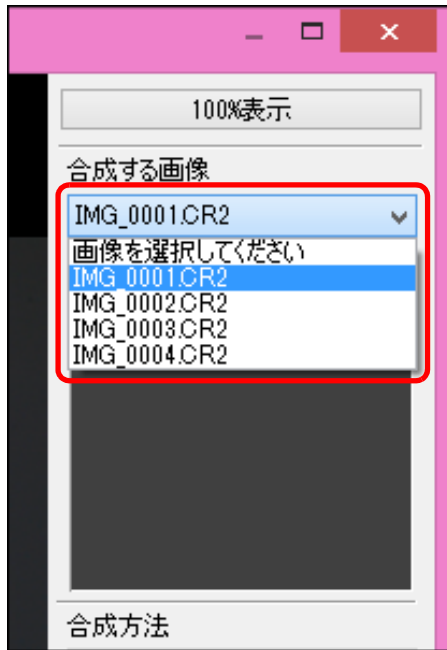 100%表示
合成する画像
IMG_0001.CR2
画像を選択してください
IMG_0001.CR2
IMG_0002.CR2
IMG_0003.CR2
IMG_0004.CR2
合成方法